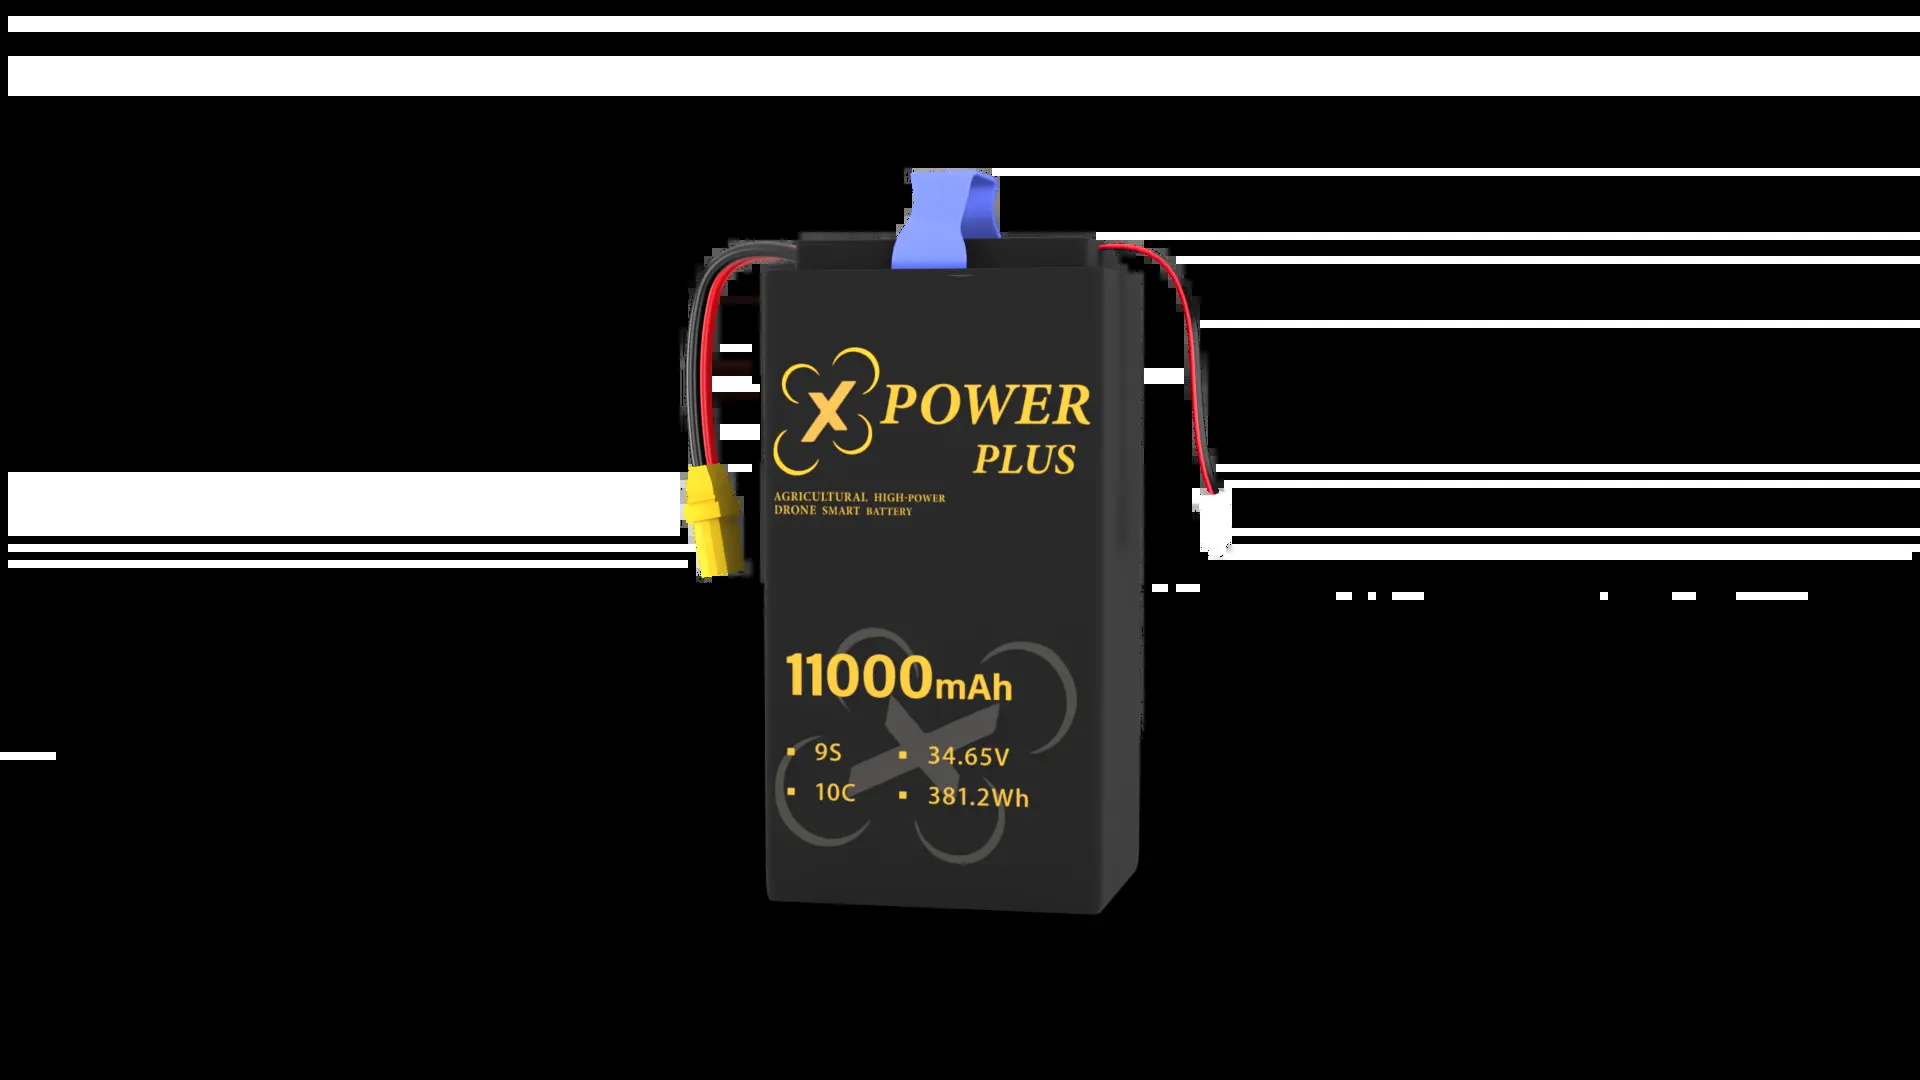 X POWER
PLUS
AGRICULTURAL HIGH-POWER
DRONE SMART BATTERY
11000mAh
9S
34.65V
10C
381.2Wh